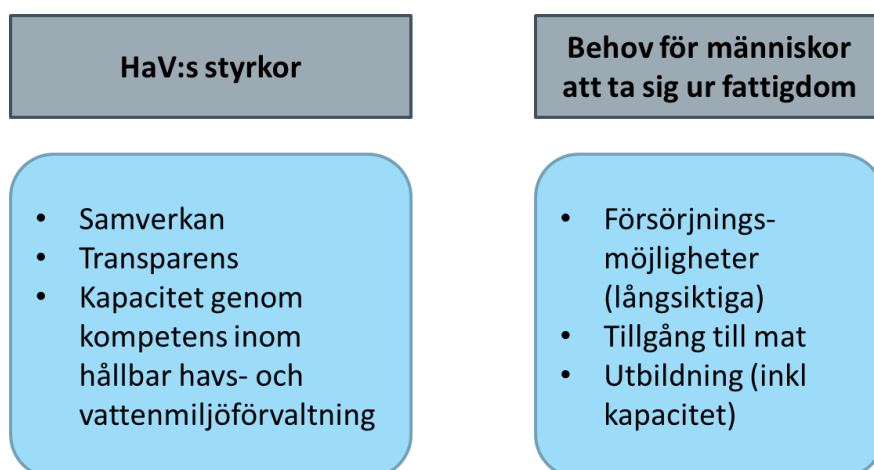 HaV:s styrkor
• Samverkan
• Transparens
• Kapacitet genom
kompetens inom
hållbar havs- och
vattenmiljöförvaltning
Behov för människor
att ta sig ur fattigdom
• Försörjnings-
möjligheter
(långsiktiga)
• Tillgång till mat
• Utbildning (inkl
kapacitet)